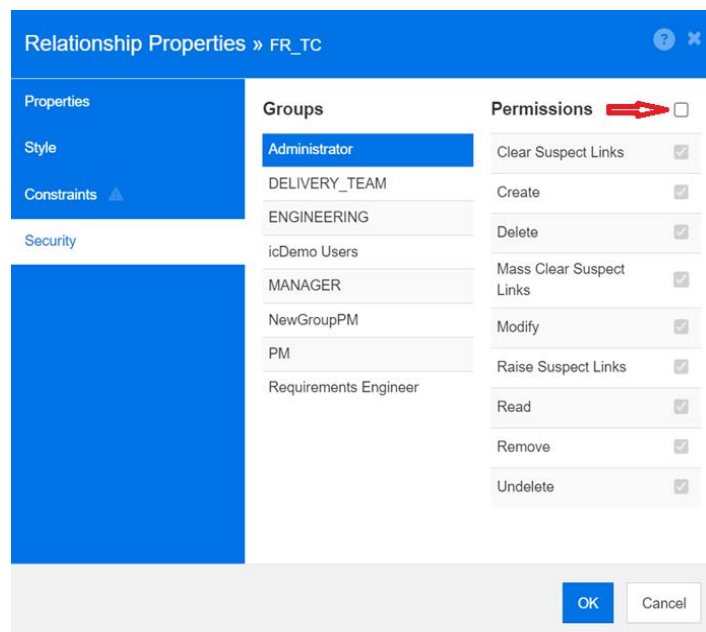 Relationship Properties » FR_TC
Properties
Style
Constraints
Security
Groups
Administrator
DELIVERY_TEAM
ENGINEERING
icDemo Users
MANAGER
NewGroupPM
PM
Requirements Engineer
Permissions
Clear Suspect Links
Create
Delete
Mass Clear Suspect
Links
Modify
Raise Suspect Links
Read
Remove
Undelete
OK
Cancel